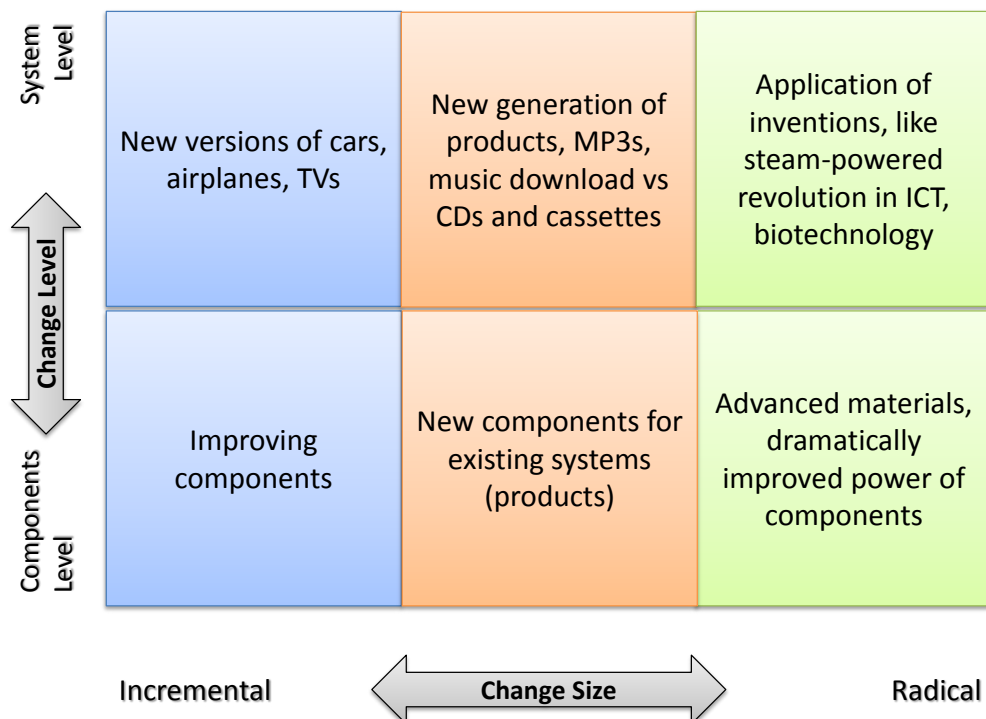 System
Level
New versions of cars,
airplanes, TVs
New generation of
products, MP3s,
music download vs
CDs and cassettes
Application of
inventions, like
steam-powered
revolution in ICT,
biotechnology
Change Level
Components
Level
Improving
components
New components for
existing systems
(products)
Advanced materials,
dramatically
improved power of
components
Incremental
Change Size
Radical